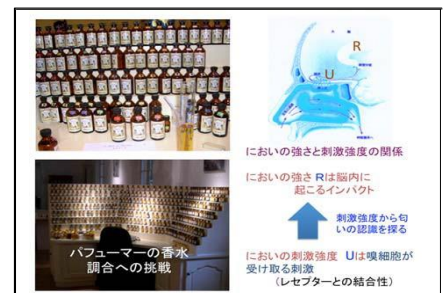 R
U
においの強さと刺激強度の関係
においの強さ Rは脳内に
起こるインパクト
刺激強度から匂
いの認識を探る
においの刺激強度 Uは嗅細胞が
受け取る刺激
(レセプターとの結合性)
パフューマーの香水
調合への挑戦